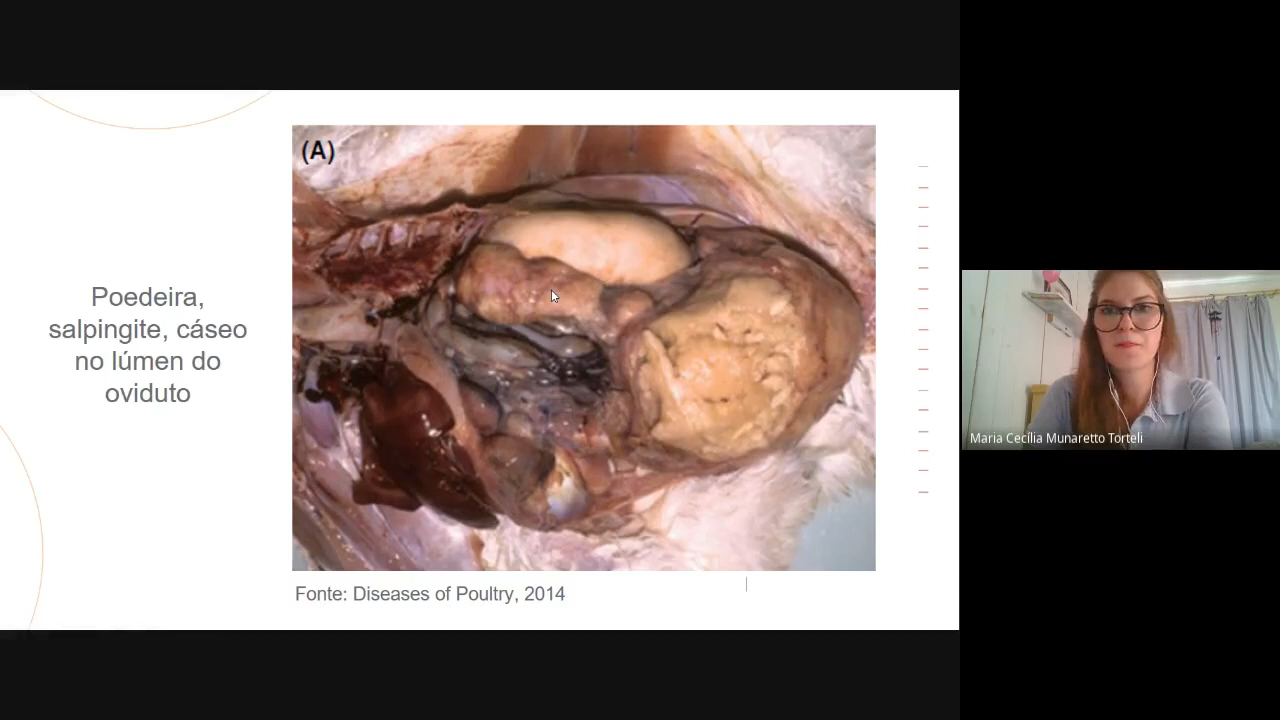 (A)
Poedeira,
salpingite, cáseo
no lúmen do
oviduto
Fonte: Diseases of Poultry, 2014
Maria Cecília Munaretto Torteli